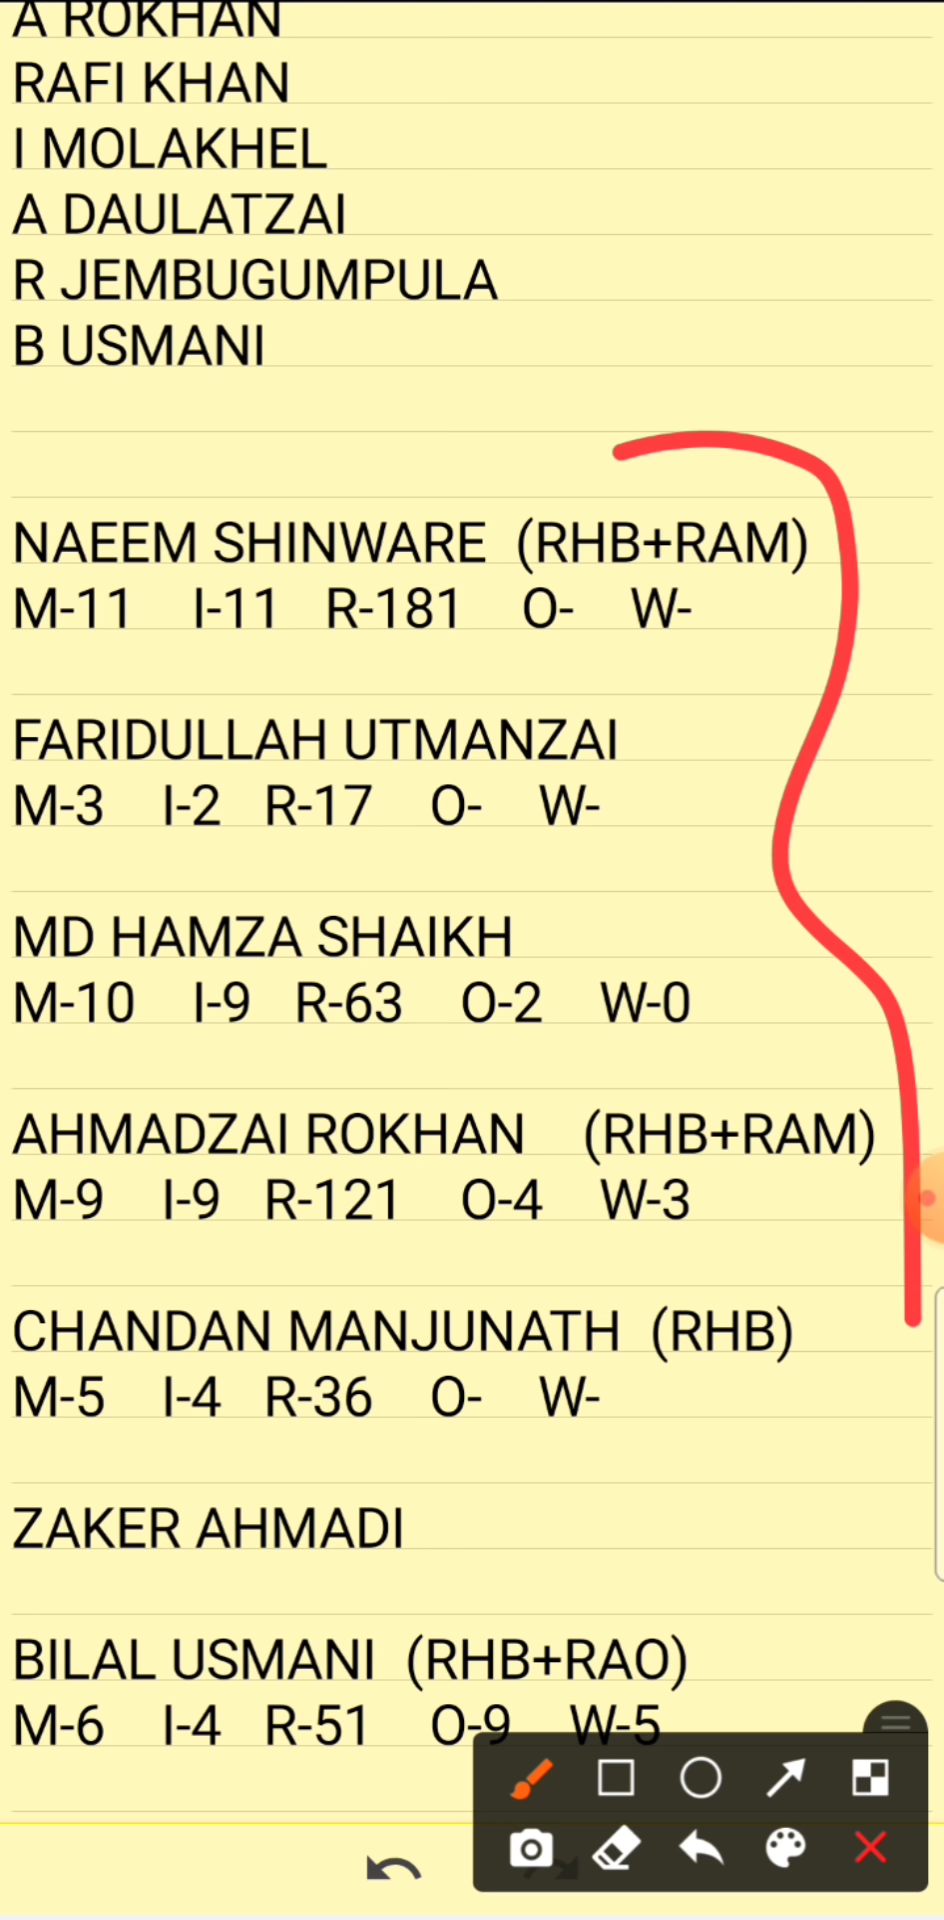 A ROKHAN
RAFI KHAN
I MOLAKHEL
A DAULATZAI
R JEMBUGUMPULA
B USMANI
NAEEM SHINWARE (RHB+RAM)
M-11 I-11 R-181 O- W-
FARIDULLAH UTMANZAI
M-3 I-2 R-17 O- W-
MD HAMZA SHAIKH
M-10 I-9 R-63 O-2 W-0
AHMADZAI ROKHAN (RHB+RAM)
M-9 I-9 R-121 O-4 W-3
CHANDAN MANJUNATH (RHB)
M-5 I-4 R-36 O- W-
ZAKER AHMADI
BILAL USMANI (RHB+RAO)
M-6 I-4 R-51 O-9 W-5